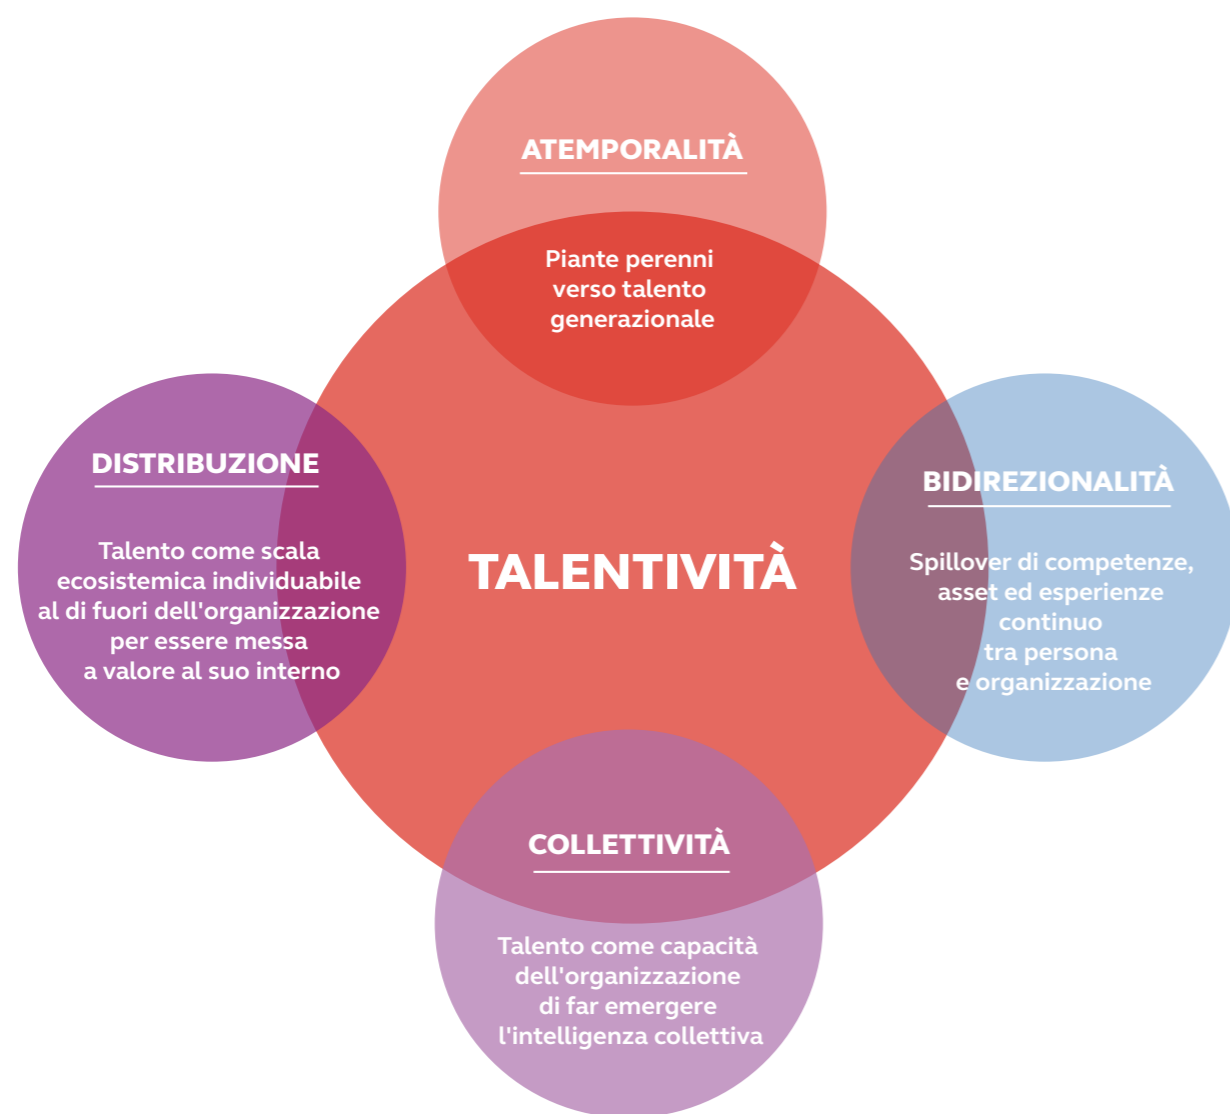 ATEMPORALITÀ
Piante perenni
verso talento
generazionale
DISTRIBUZIONE
Talento come scala
ecosistemica individuabile
al di fuori dell'organizzazione
per essere messa
a valore al suo interno
TALENTIVITÀ
BIDIREZIONALITÀ
Spillover di competenze,
asset ed esperienze
continuo
tra persona
e organizzazione
COLLETTIVITÀ
Talento come capacità
dell'organizzazione
di far emergere
l'intelligenza collettiva